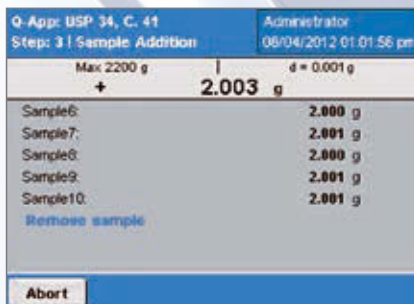 Q-App: USP 34, C. 41 Administrator
Step: 3 | Sample Addition 06/04/2012 01:01:56 pm
Max 2200 g d = 0.001 g
+ 2.003 g
Sample6: 2.000 g
Sample7: 2.001 g
Sample8: 2.000 g
Sample9: 2.001 g
Sample10: 2.001 g
Remove sample
Abort